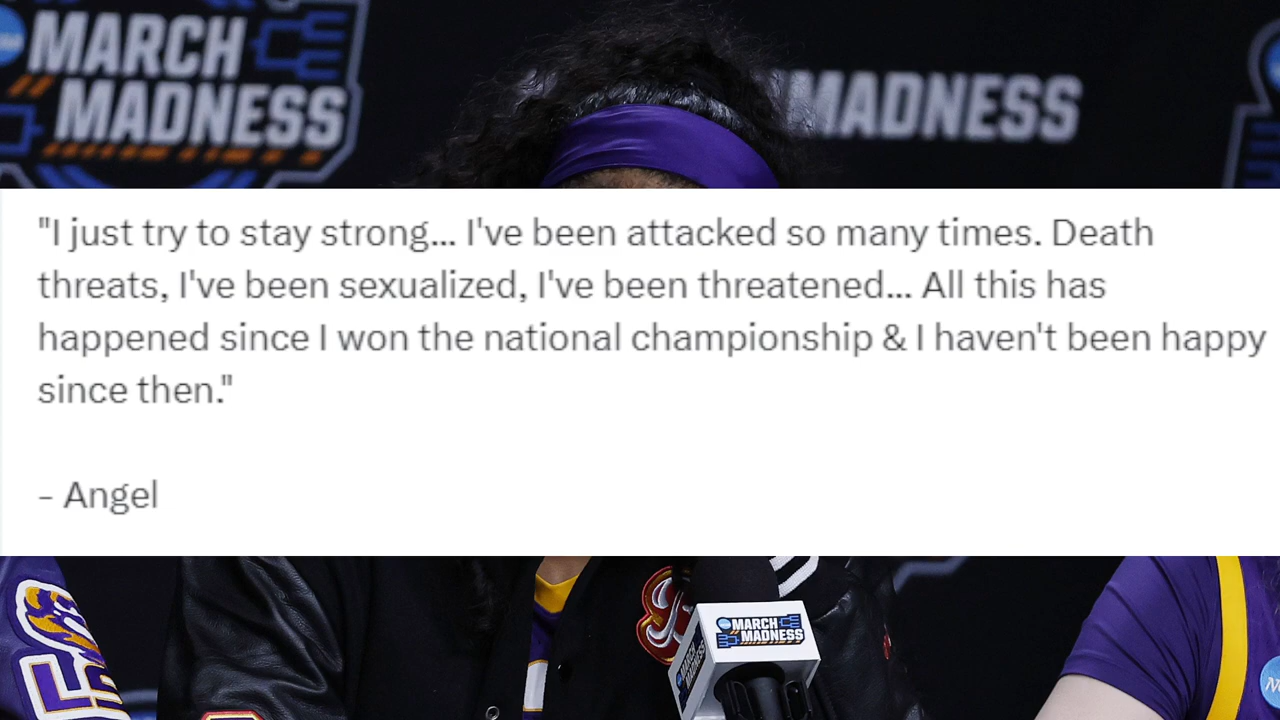 MARCH
MADNESS
MADNESS
"I just try to stay strong... I've been attacked so many times. Death
threats, I've been sexualized, I've been threatened... All this has
happened since I won the national championship & I haven't been happy
since then."
- Angel
MARCH
MADNESS
MARCH
MADNESS